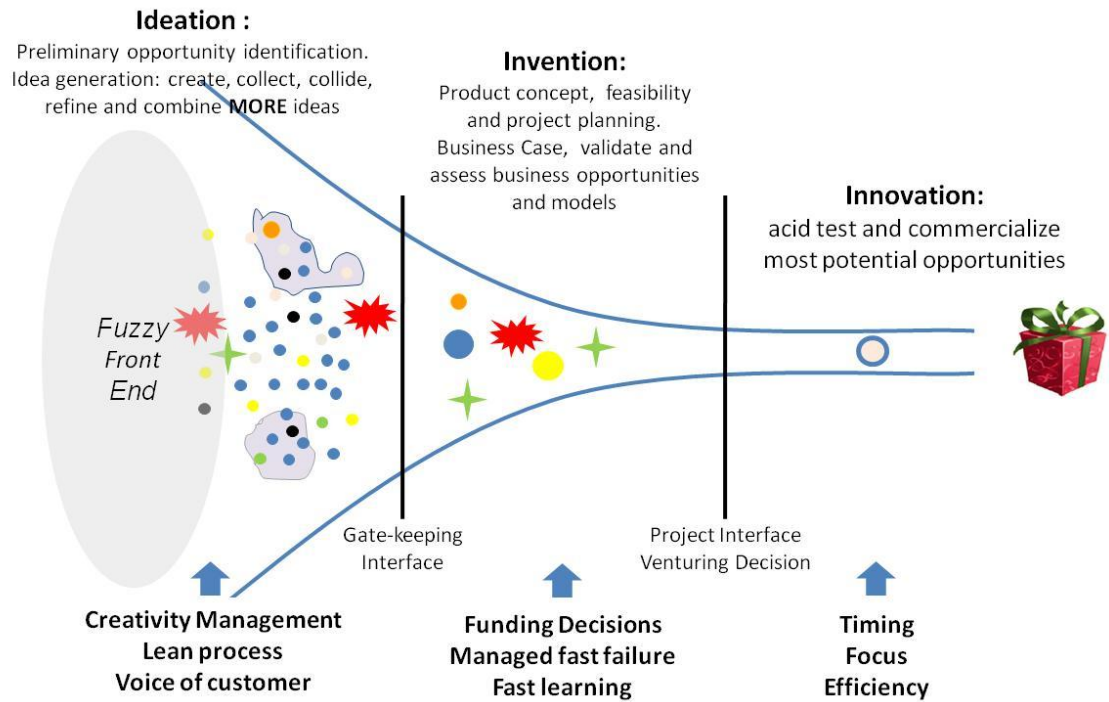 Ideation :
Preliminary opportunity identification.
Idea generation: create, collect, collide,
refine and combine MORE ideas
Invention:
Product concept, feasibility
and project planning.
Business Case, validate and
assess business opportunities
and models
Innovation:
acid test and commercialize
most potential opportunities
Fuzzy
Front
End
Gate-keeping
Interface
Project Interface
Venturing Decision
Creativity Management
Lean process
Voice of customer
Funding Decisions
Managed fast failure
Fast learning
Timing
Focus
Efficiency